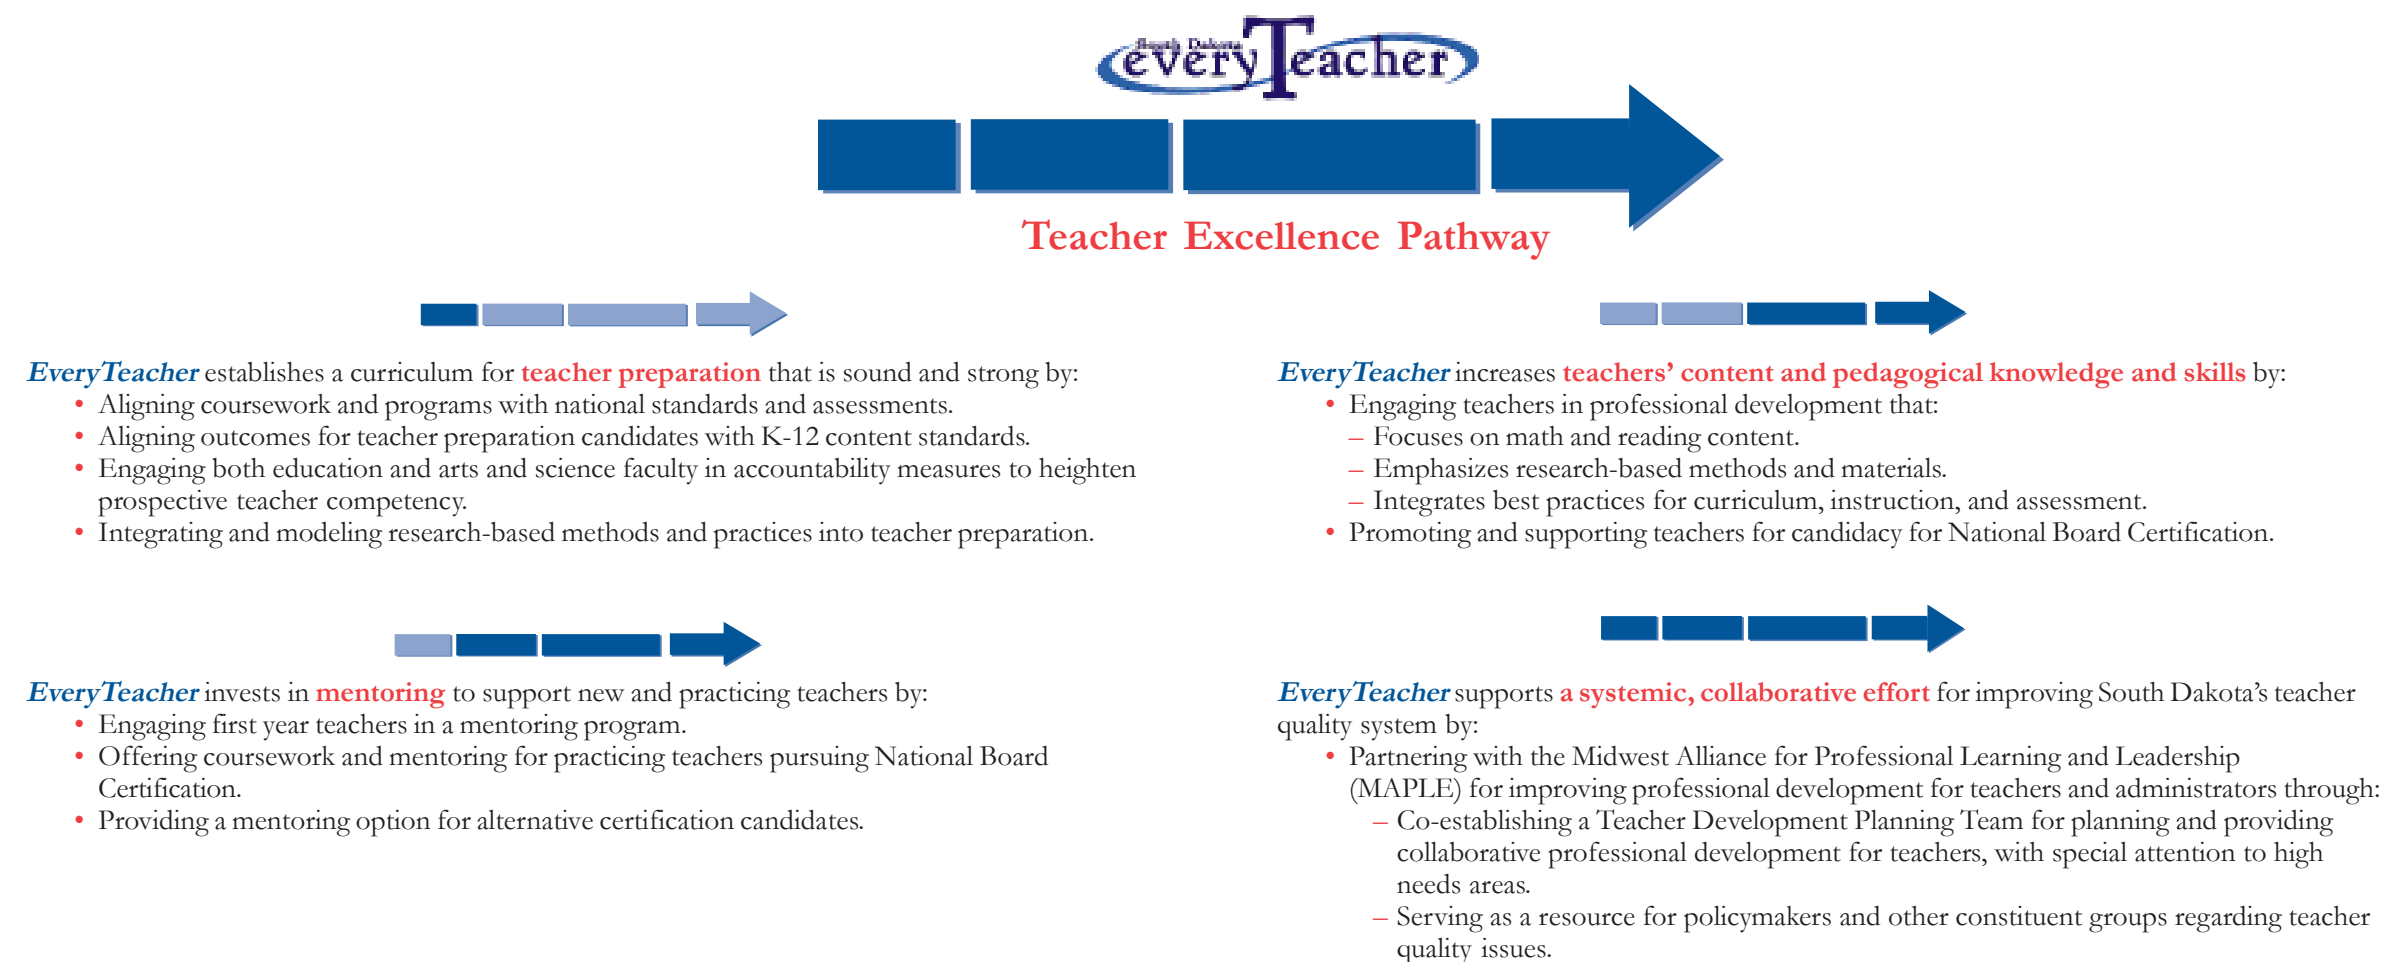 South Dakota
everyTeacher
Teacher Excellence Pathway
EveryTeacher establishes a curriculum for teacher preparation that is sound and strong by:
• Aligning coursework and programs with national standards and assessments.
• Aligning outcomes for teacher preparation candidates with K-12 content standards.
• Engaging both education and arts and science faculty in accountability measures to heighten
prospective teacher competency.
• Integrating and modeling research-based methods and practices into teacher preparation.
EveryTeacher invests in mentoring to support new and practicing teachers by:
• Engaging first year teachers in a mentoring program.
• Offering coursework and mentoring for practicing teachers pursuing National Board
Certification.
• Providing a mentoring option for alternative certification candidates.
EveryTeacher increases teachers’ content and pedagogical knowledge and skills by:
• Engaging teachers in professional development that:
– Focuses on math and reading content.
– Emphasizes research-based methods and materials.
– Integrates best practices for curriculum, instruction, and assessment.
• Promoting and supporting teachers for candidacy for National Board Certification.
EveryTeacher supports a systemic, collaborative effort for improving South Dakota’s teacher
quality system by:
• Partnering with the Midwest Alliance for Professional Learning and Leadership
(MAPLE) for improving professional development for teachers and administrators through:
– Co-establishing a Teacher Development Planning Team for planning and providing
collaborative professional development for teachers, with special attention to high
needs areas.
– Serving as a resource for policymakers and other constituent groups regarding teacher
quality issues.